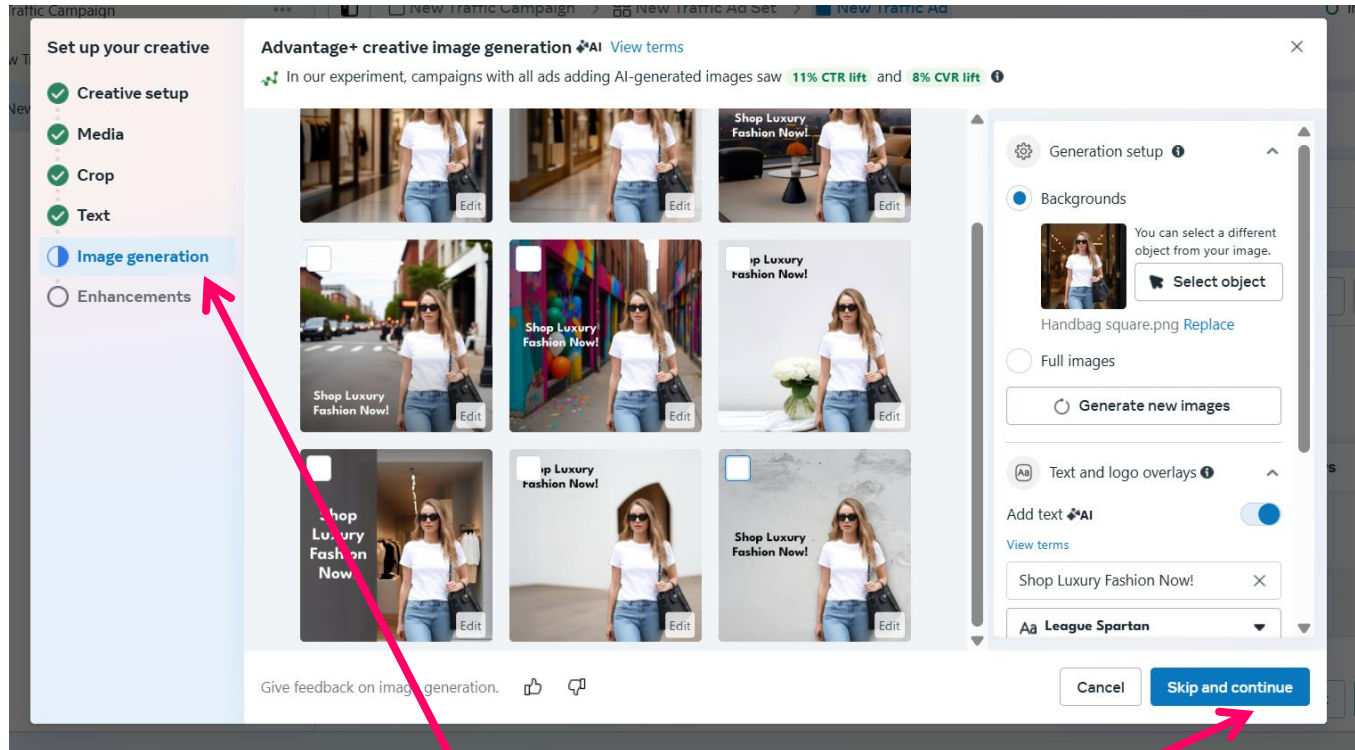 raffic Campaign
New Traffic Campaign > New Traffic Ad Set > New Traffic Ad
Set up your creative
Creative setup
Media
Crop
Text
Image generation
Enhancements
Advantage+ creative image generation AI View terms
In our experiment, campaigns with all ads adding AI-generated images saw 11% CTR lift and 8% CVR lift
Shop Luxury
Fashion Now!
Edit
Edit
Edit
Shop Luxury
Fashion Now!
Edit
Shop Luxury
Fashion Now!
Edit
op Luxury
Fashion Now!
Edit
Shop
Luxury
Fashion
Now!
Edit
op Luxury
Fashion Now!
Edit
Shop Luxury
Fashion Now!
Edit
Generation setup
Backgrounds
You can select a different
object from your image.
Select object
Handbag square.png Replace
Full images
Generate new images
Aa Text and logo overlays
Add text AI
View terms
Shop Luxury Fashion Now!
Aa League Spartan
Give feedback on image generation.
Cancel
Skip and continue